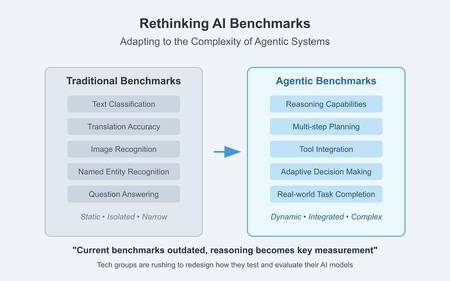 Rethinking AI Benchmarks
Adapting to the Complexity of Agentic Systems
Traditional Benchmarks
Text Classification
Translation Accuracy
Image Recognition
Named Entity Recognition
Question Answering
Static • Isolated • Narrow
Agentic Benchmarks
Reasoning Capabilities
Multi-step Planning
Tool Integration
Adaptive Decision Making
Real-world Task Completion
Dynamic • Integrated • Complex
"Current benchmarks outdated, reasoning becomes key measurement"
Tech groups are rushing to redesign how they test and evaluate their AI models